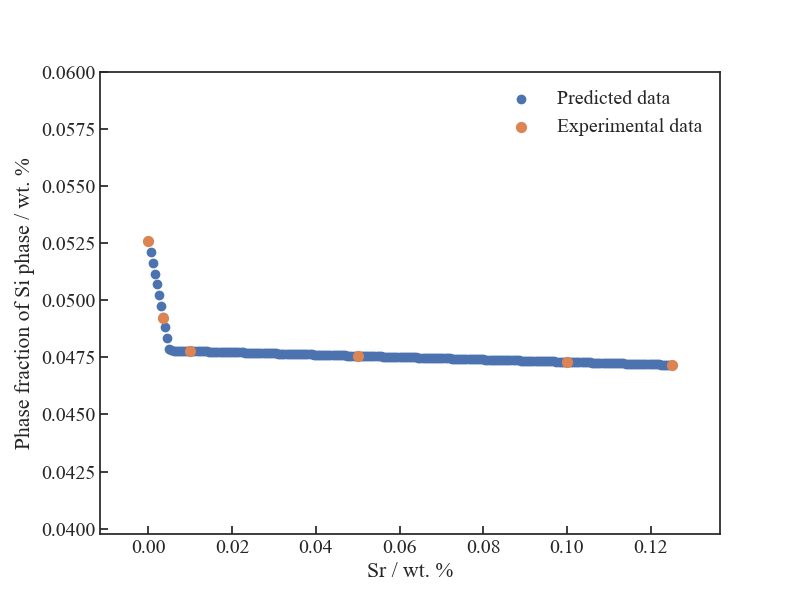 0.0600
0.0575
0.0550
0.0525
0.0500
0.0475
0.0450
0.0425
0.0400
Phase fraction of Si phase / wt. %
Predicted data
Experimental data
0.00 0.02 0.04 0.06 0.08 0.10 0.12
Sr / wt. %